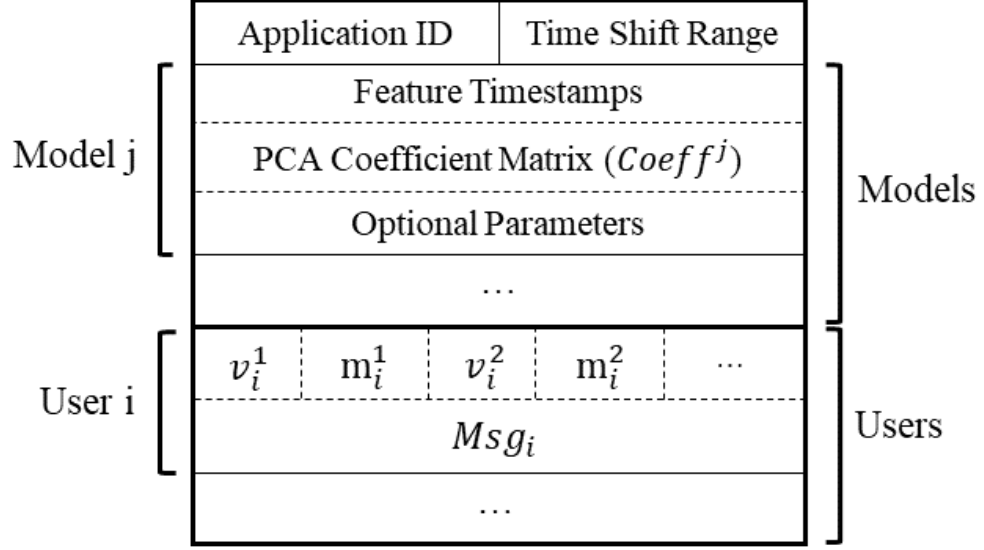 Application ID Time Shift Range
Feature Timestamps
Model j
PCA Coefficient Matrix (Coeff^j)
Models
Optional Parameters
...
v_i^1 m_i^1 v_i^2 m_i^2 ...
User i
Users
Msg_i
...